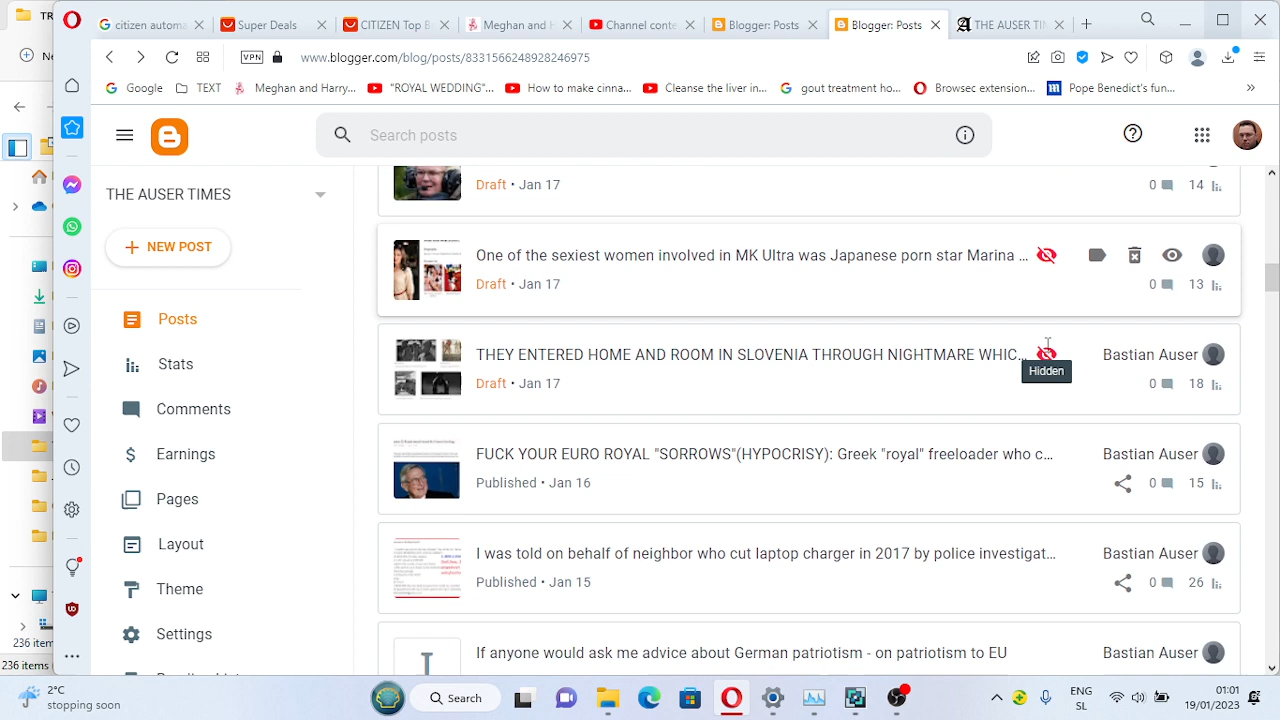 TR
citizen automa
Super Deals
CITIZEN Top B
Meghan and H
Channel conte
Blogger: Posts
Blogger: Posts
THE AUSER TIM
New
VPN
www.blogger.com/blog/posts/8331566248928246975
Google
TEXT
Meghan and Harry...
"ROYAL WEDDING"...
How to make cinna...
Cleanse the liver in...
gout treatment ho...
Browsec extension...
Pope Benedict's fun...
Search posts
THE AUSER TIMES
NEW POST
Posts
Stats
Comments
Earnings
Pages
Layout
Theme
Settings
Draft • Jan 17
0
14
One of the sexiest women involved in MK Ultra was Japanese porn star Marina ...
Draft • Jan 17
13
THEY ENTERED HOME AND ROOM IN SLOVENIA THROUGH NIGHTMARE WHIC...
Bastian Auser
Hidden
Draft • Jan 17
18
FUCK YOUR EURO ROYAL "SORROWS"(HYPOCRISY): Greek "royal" freeloader who c...
Bastian Auser
Published • Jan 16
0
15
I was told on behalf of neighbor who cut laptop charger in 2017 by police investigat...
Bastian Auser
Published • Jan 15
26
If anyone would ask me advice about German patriotism - on patriotism to EU
Bastian Auser
236 item
236 items
2°C
stopping soon
Search
ENG
SL
01:01
19/01/2023